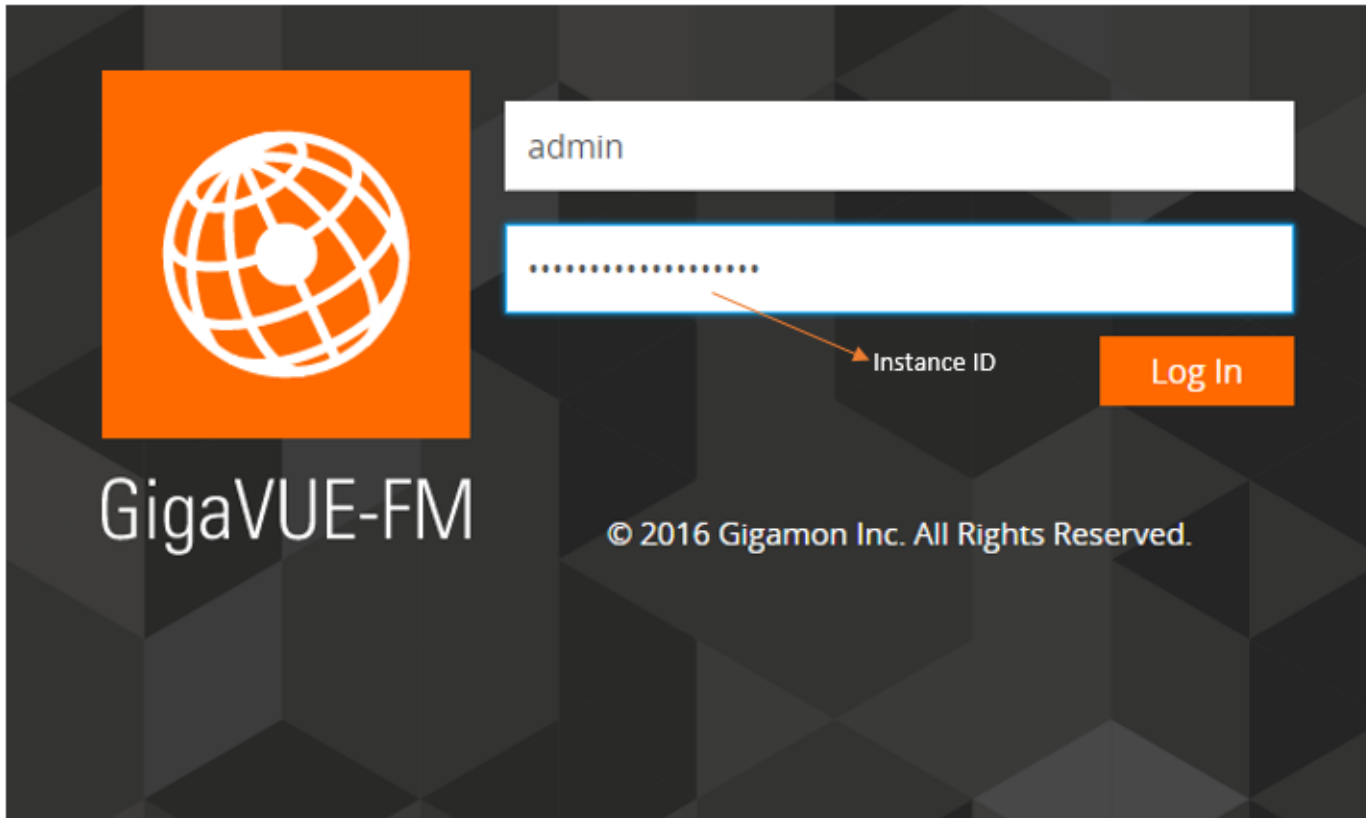 admin
•••••••••••••••••••
Instance ID
Log In
GigaVUE-FM
© 2016 Gigamon Inc. All Rights Reserved.